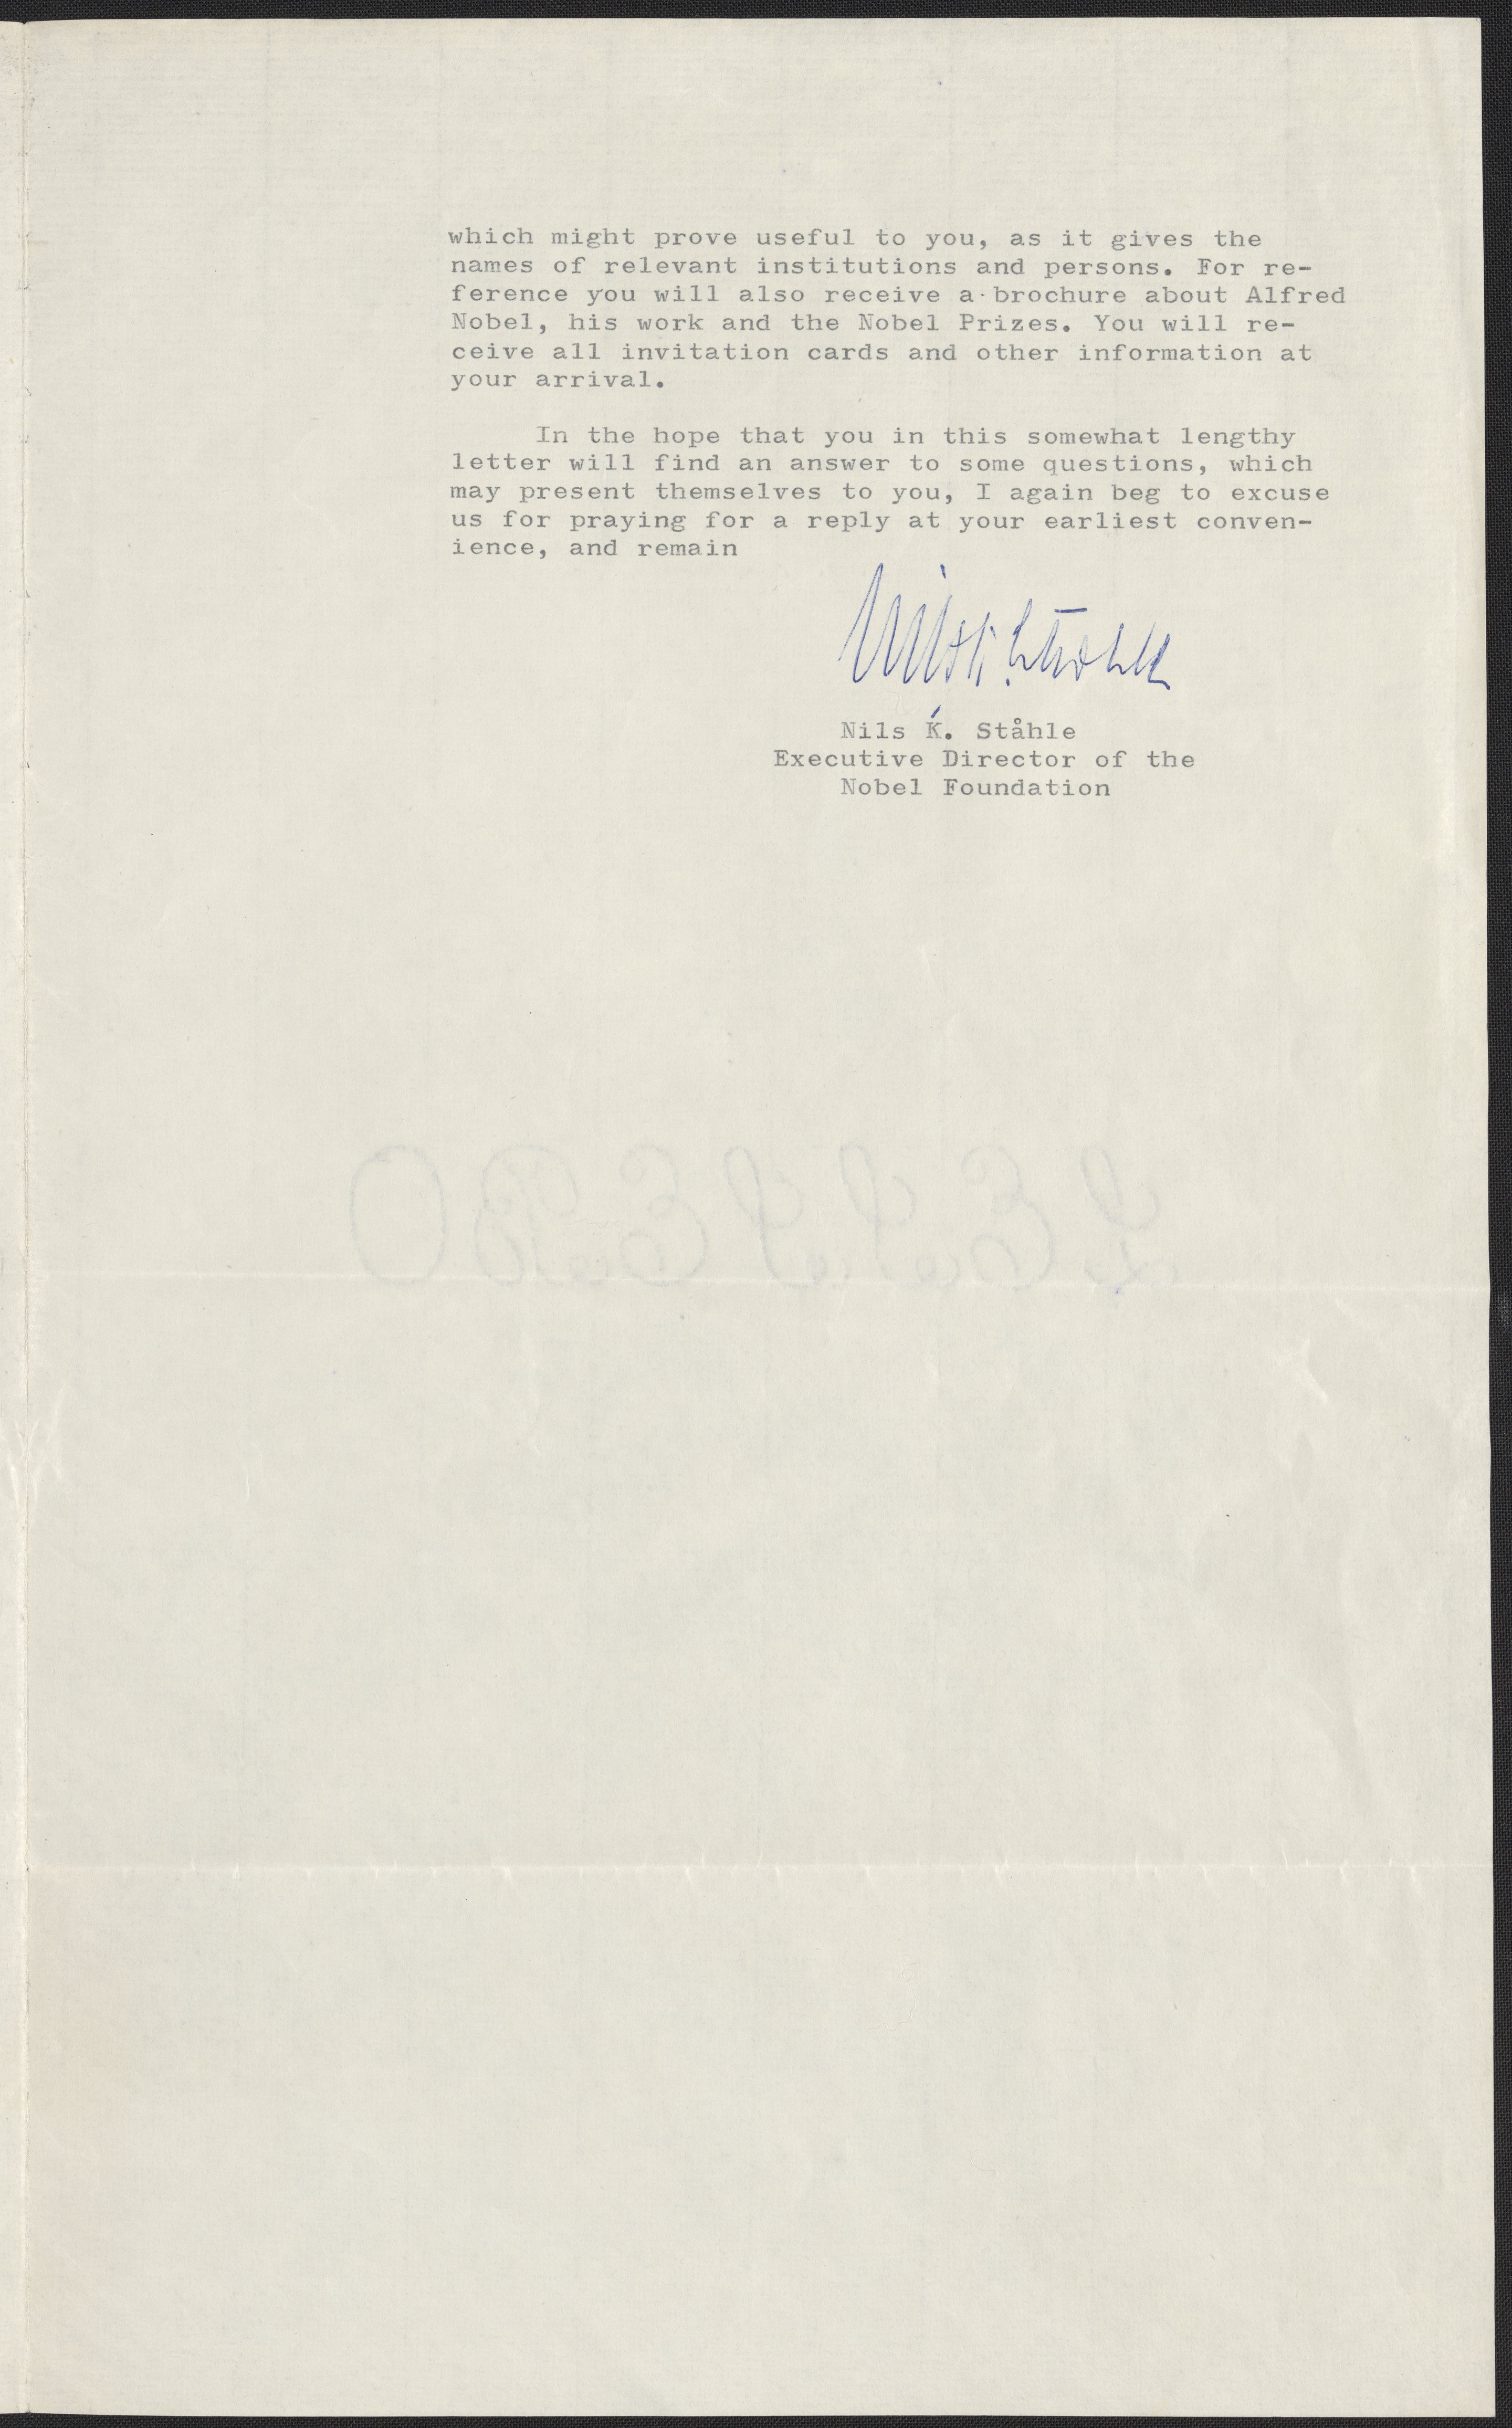 which might prove useful to you, as it gives the
names of relevant institutions and persons. For re-
ference you will also receive a brochure about Alfred
Nobel, his work and the Nobel Prizes. You will re-
ceive all invitation cards and other information at
your arrival.
In the hope that you in this somewhat lengthy
letter will find an answer to some questions, which
may present themselves to you, I again beg to excuse
us for praying for a reply at your earliest conven-
ience, and remain
Nils K. Ståhle
Nils K. Ståhle
Executive Director of the
Nobel Foundation